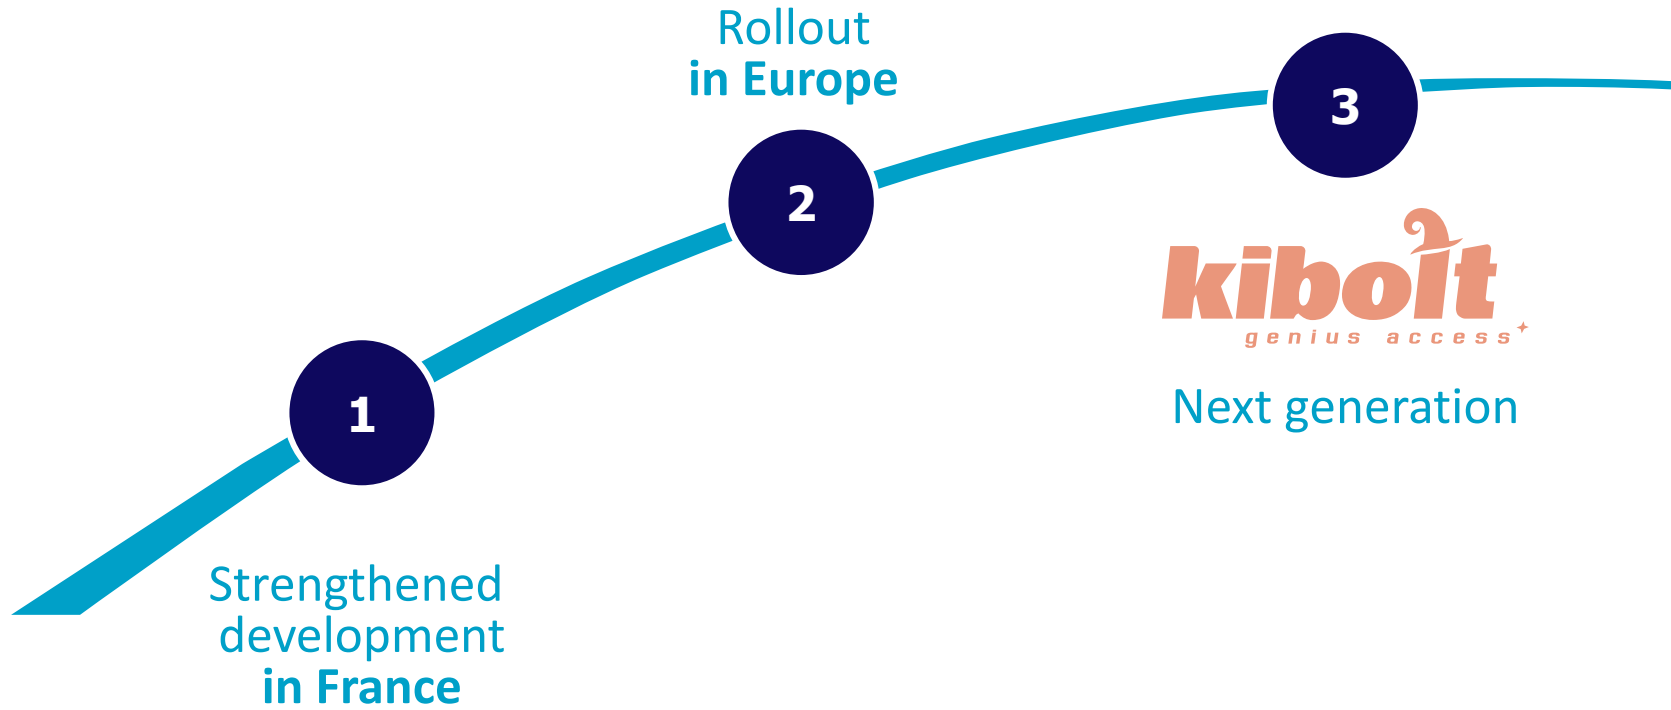 1
Strengthened
development
in France
Rollout
in Europe
2
3
kibolt
genius access
Next generation